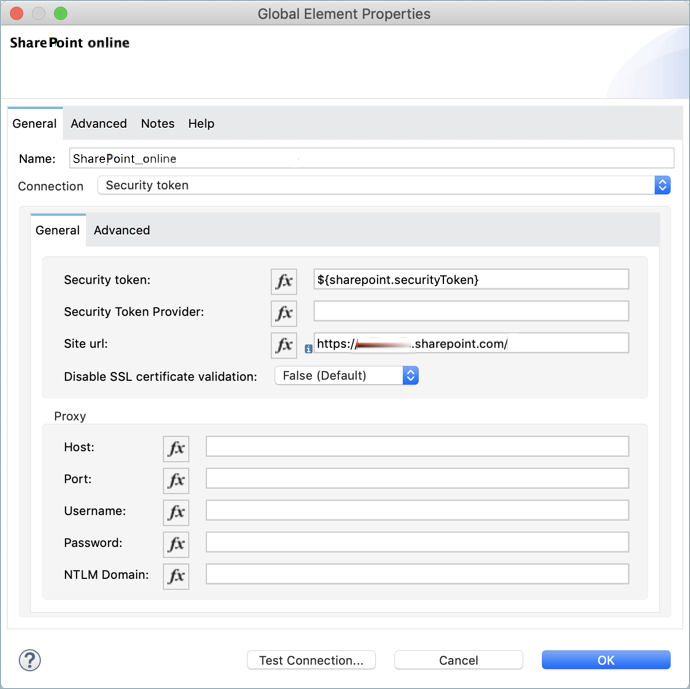 Global Element Properties
SharePoint online
General Advanced Notes Help
Name: SharePoint_online
Connection Security token
General Advanced
Security token: fx ${sharepoint.securityToken}
Security Token Provider: fx
Site url: fx i https:// .sharepoint.com/
Disable SSL certificate validation: False (Default)
Proxy
Host: fx
Port: fx
Username: fx
Password: fx
NTLM Domain: fx
? Test Connection... Cancel OK